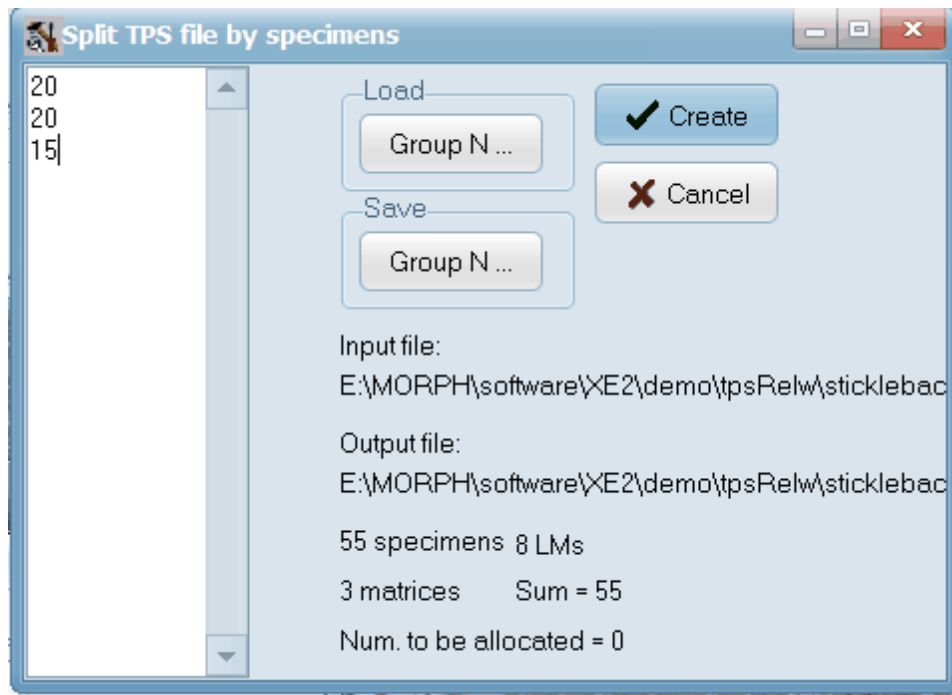 Split TPS file by specimens
20
20
15
Load
Group N ...
Create
Save
Group N ...
Cancel
Input file:
E:\MORPH\software\XE2\demo\tpsRelw\sticklebac
Output file:
E:\MORPH\software\XE2\demo\tpsRelw\sticklebac
55 specimens 8 LMs
3 matrices Sum = 55
Num. to be allocated = 0